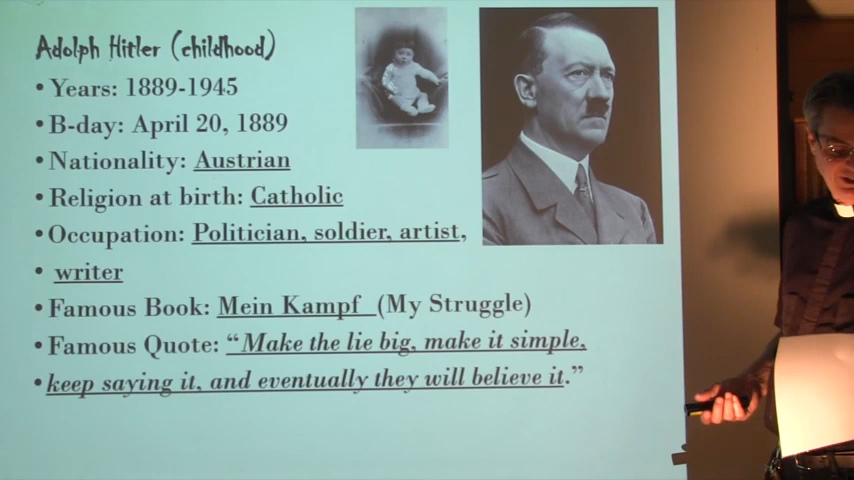 Adolph Hitler (childhood)
• Years: 1889-1945
• B-day: April 20, 1889
• Nationality: Austrian
• Religion at birth: Catholic
• Occupation: Politician, soldier, artist,
• writer
• Famous Book: Mein Kampf (My Struggle)
• Famous Quote: “Make the lie big, make it simple,
• keep saying it, and eventually they will believe it.”